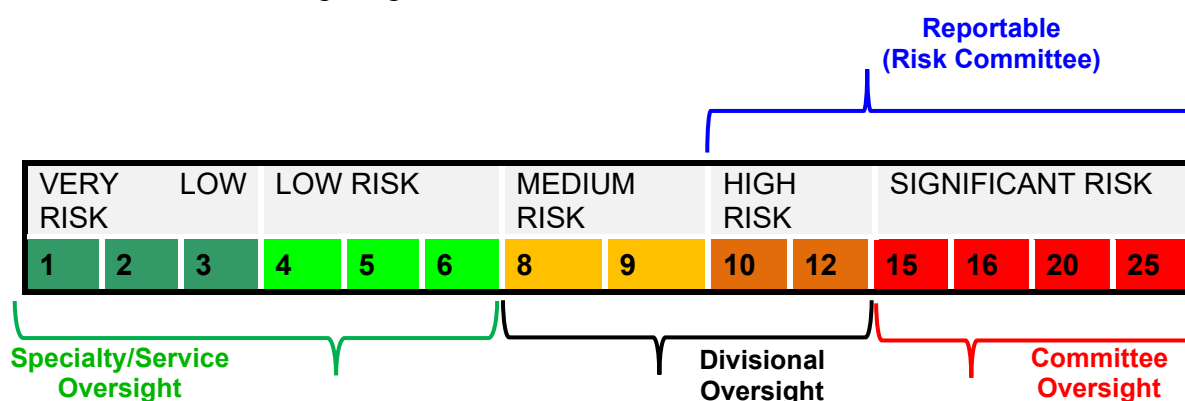 Reportable
(Risk Committee)
VERY LOW RISK
LOW RISK
MEDIUM RISK
HIGH RISK
SIGNIFICANT RISK
1 2 3 4 5 6 8 9 10 12 15 16 20 25
Specialty/Service
Oversight
Divisional
Oversight
Committee
Oversight